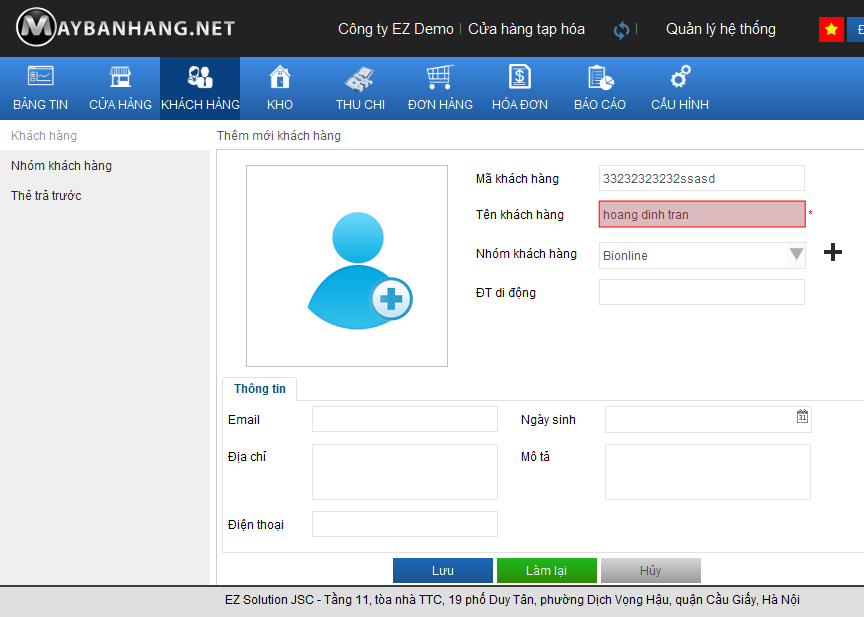 MAYBANHANG.NET
Công ty EZ Demo | Cửa hàng tạp hóa | Quản lý hệ thống
BẢNG TIN CỬA HÀNG KHÁCH HÀNG KHO THU CHI ĐƠN HÀNG HÓA ĐƠN BÁO CÁO CẤU HÌNH
Khách hàng
Nhóm khách hàng
Thẻ trả trước
Thêm mới khách hàng
Mã khách hàng 33232323232ssasd
Tên khách hàng hoang dinh tran *
Nhóm khách hàng Bionline
ĐT di động
Thông tin
Email Ngày sinh 31
Địa chỉ Mô tả
Điện thoại
Lưu Làm lại Hủy
EZ Solution JSC - Tầng 11, tòa nhà TTC, 19 phố Duy Tân, phường Dịch Vọng Hậu, quận Cầu Giấy, Hà Nội